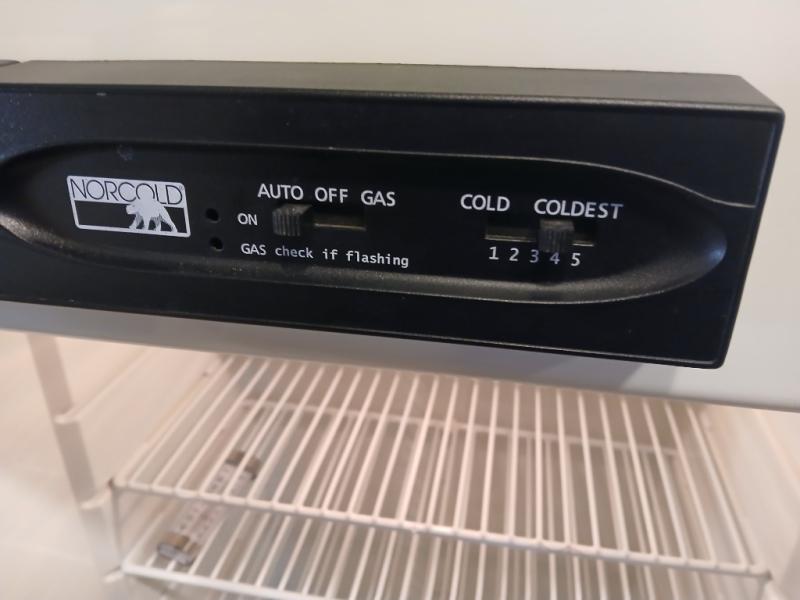 NORCOLD
AUTO OFF GAS
ON
GAS check if flashing
COLD COLDEST
1 2 3 4 5